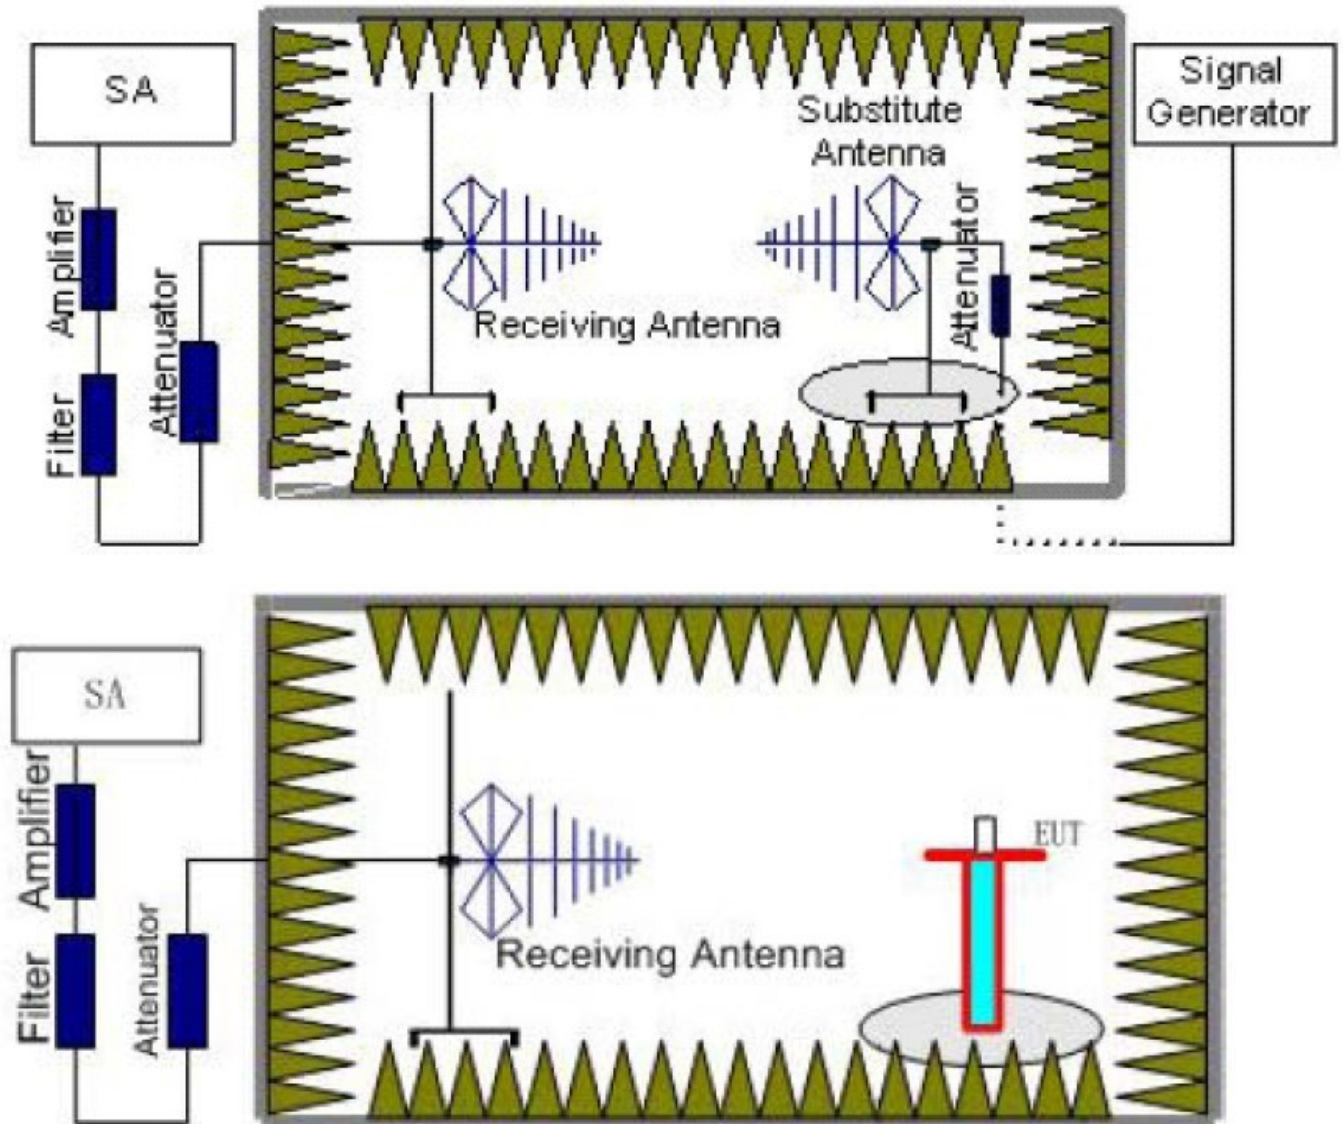 SA
Signal
Generator
Substitute
Antenna
Amplifier
Attenuator
Attenuator
Receiving Antenna
Filter
SA
Amplifier
EUT
Receiving Antenna
Filter
Attenuator